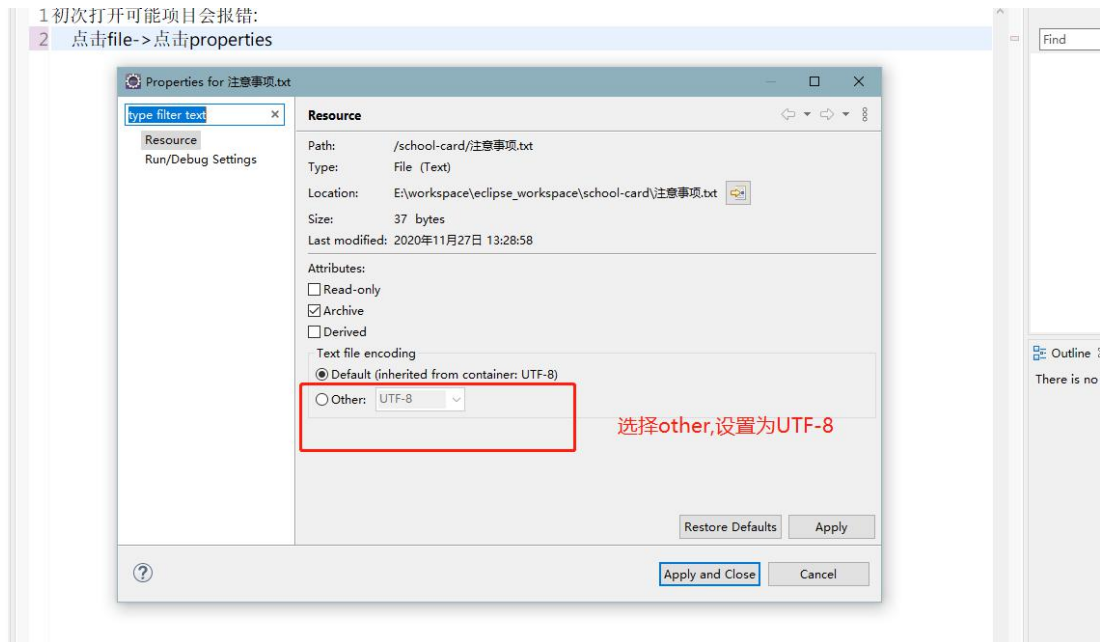 1初次打开可能项目会报错:
2 点击file->点击properties
Find
Properties for 注意事项.txt
type filter text
Resource
Run/Debug Settings
Resource
Path: /school-card/注意事项.txt
Type: File (Text)
Location: E:\workspace\eclipse_workspace\school-card\注意事项.txt
Size: 37 bytes
Last modified: 2020年11月27日 13:28:58
Attributes:
Read-only
Archive
Derived
Text file encoding
Default (inherited from container: UTF-8)
Other: UTF-8
选择other,设置为UTF-8
Outline
There is no
Restore Defaults Apply
Apply and Close Cancel